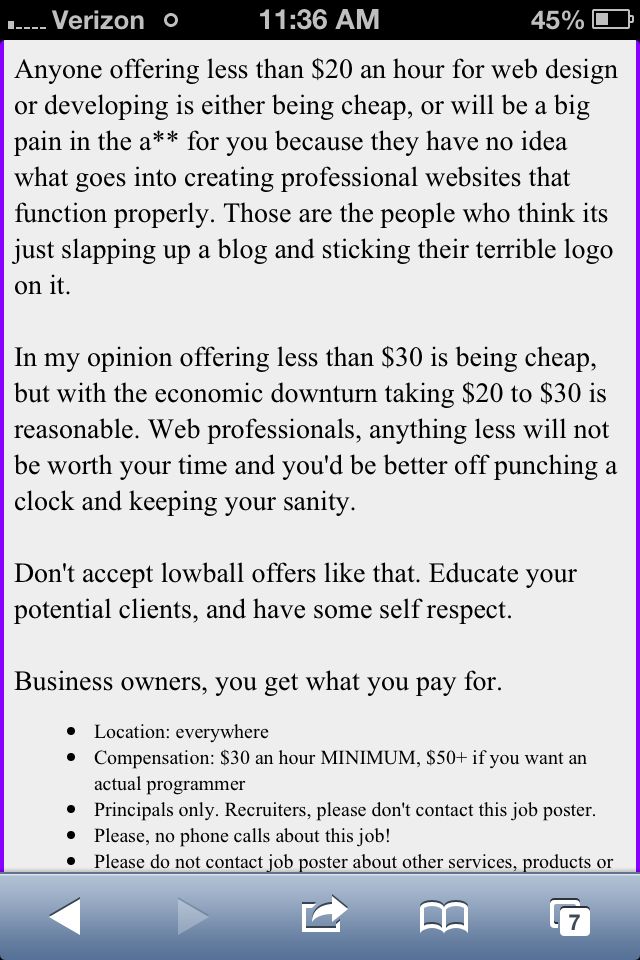 Verizon 11:36 AM 45%
Anyone offering less than $20 an hour for web design
or developing is either being cheap, or will be a big
pain in the a** for you because they have no idea
what goes into creating professional websites that
function properly. Those are the people who think its
just slapping up a blog and sticking their terrible logo
on it.
In my opinion offering less than $30 is being cheap,
but with the economic downturn taking $20 to $30 is
reasonable. Web professionals, anything less will not
be worth your time and you'd be better off punching a
clock and keeping your sanity.
Don't accept lowball offers like that. Educate your
potential clients, and have some self respect.
Business owners, you get what you pay for.
• Location: everywhere
• Compensation: $30 an hour MINIMUM, $50+ if you want an
actual programmer
• Principals only. Recruiters, please don't contact this job poster.
• Please, no phone calls about this job!
• Please do not contact job poster about other services, products or
7